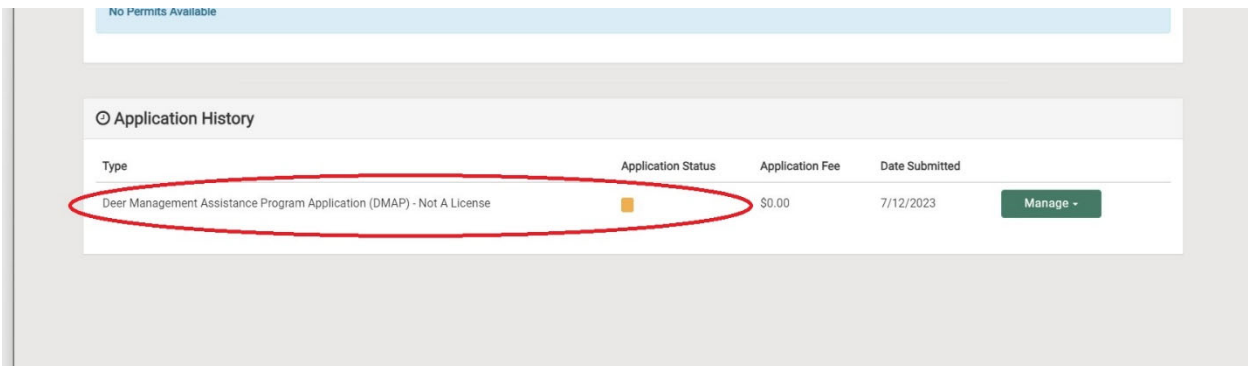 No Permits Available
Application History
Type Application Status Application Fee Date Submitted
Deer Management Assistance Program Application (DMAP) - Not A License $0.00 7/12/2023 Manage